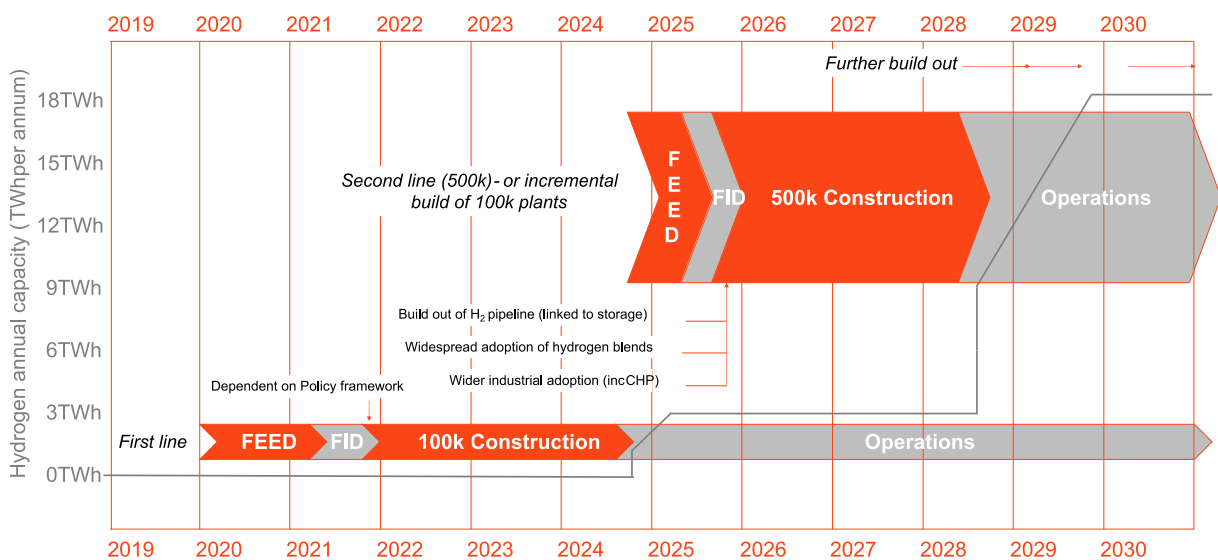 2019 2020 2021 2022 2023 2024 2025 2026 2027 2028 2029 2030
Further build out
Hydrogen annual capacity (TWhper annum)
18TWh
15TWh
12TWh
9TWh
6TWh
3TWh
0TWh
Second line (500k)- or incremental
build of 100k plants
FEED
FID
500k Construction
Operations
Build out of H₂ pipeline (linked to storage)
Widespread adoption of hydrogen blends
Wider industrial adoption (incCHP)
Dependent on Policy framework
First line
FEED
FID
100k Construction
Operations
2019 2020 2021 2022 2023 2024 2025 2026 2027 2028 2029 2030